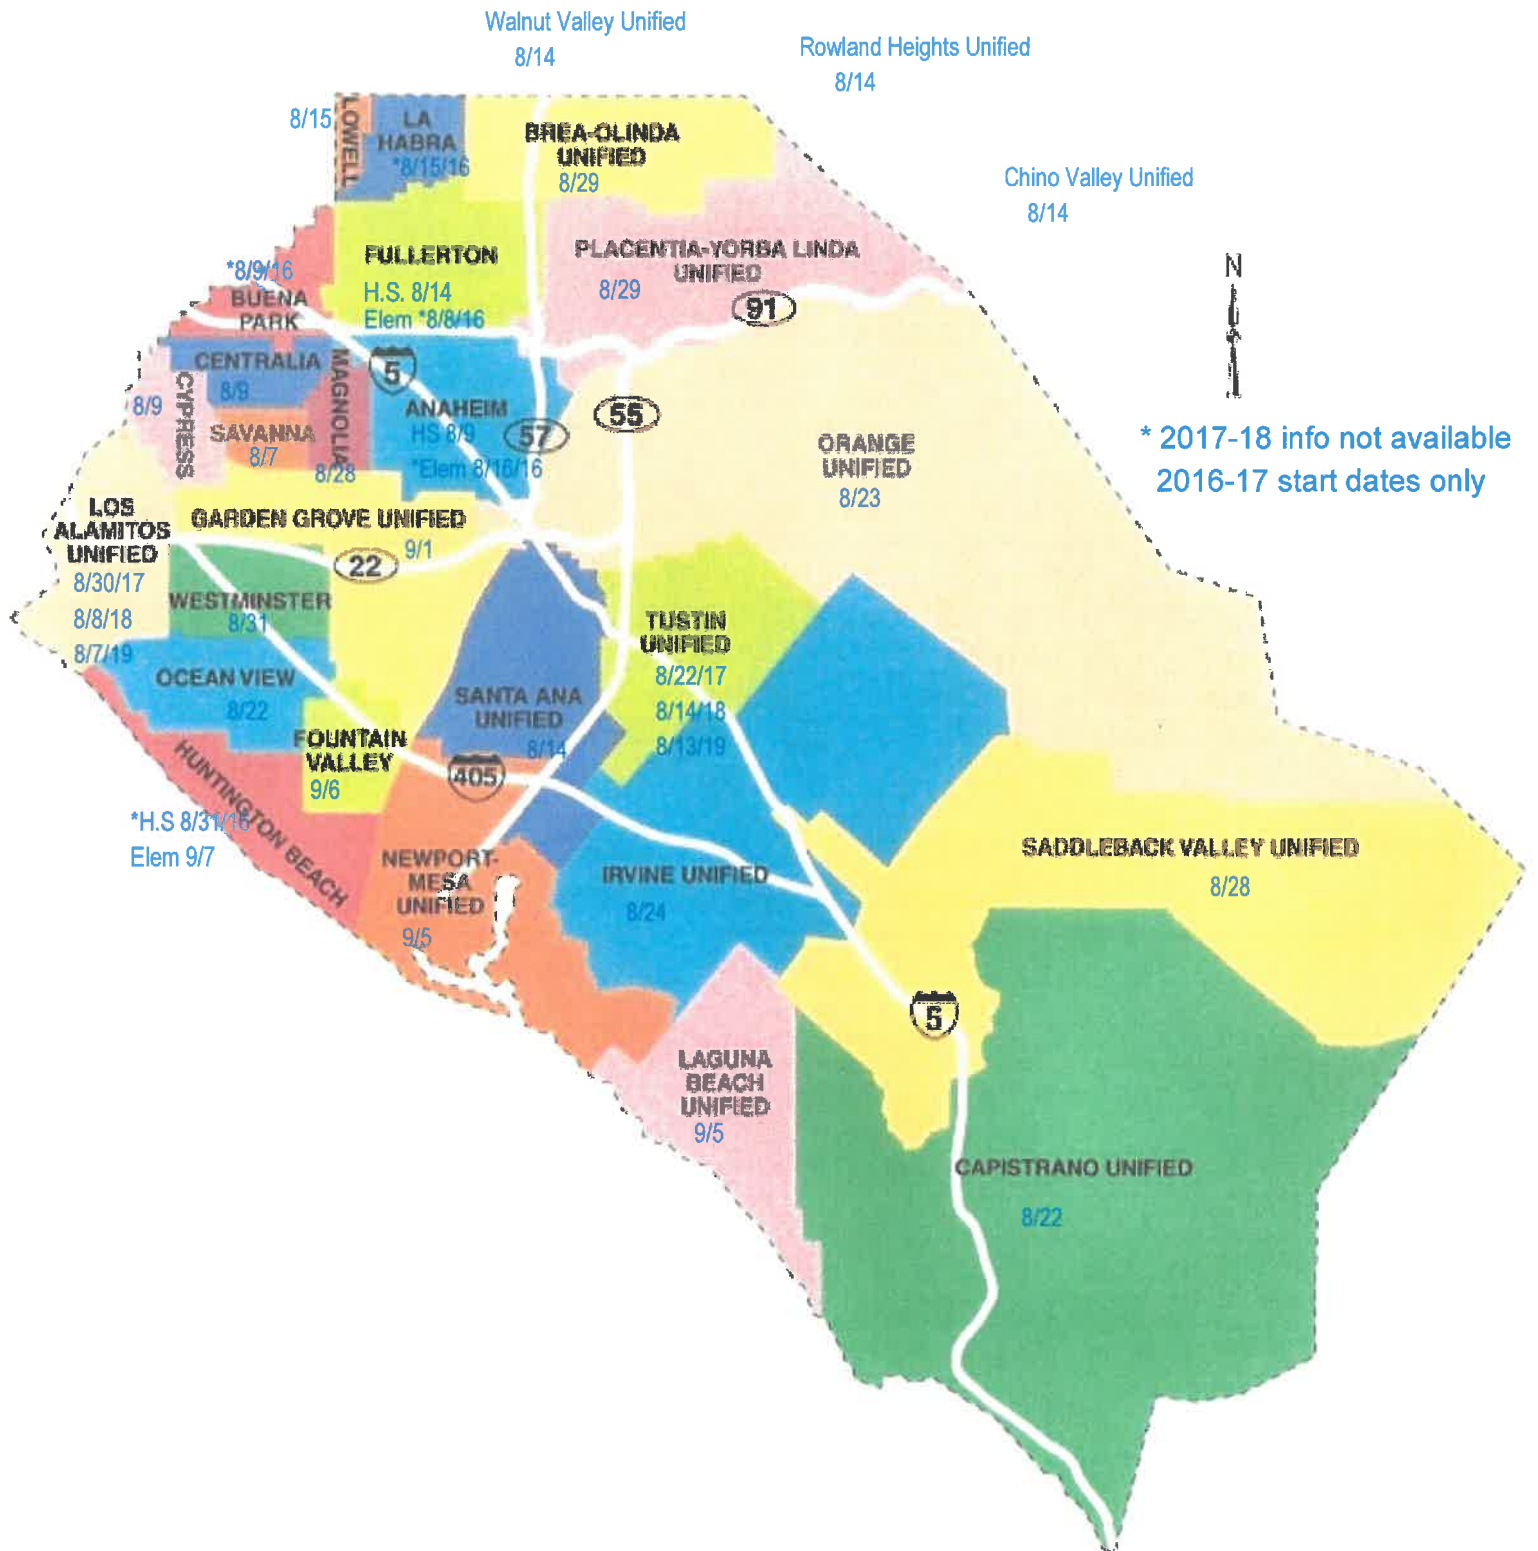 Walnut Valley Unified
8/14
Rowland Heights Unified
8/14
8/15
LOWELL
LA
HABRA
*8/15/16
BREA-OLINDA
UNIFIED
8/29
Chino Valley Unified
8/14
FULLERTON
H.S. 8/14
Elem *8/8/16
PLACENTIA-YORBA LINDA
UNIFIED
8/29
91
N
*8/9/16
BUENA
PARK
CENTRALIA
8/9
MAGNOLIA
8/28
5
CYPRESS
8/9
SAVANNA
8/7
ANAHEIM
HS 8/9
*Elem 8/16/16
57
55
ORANGE
UNIFIED
8/23
* 2017-18 info not available
2016-17 start dates only
LOS
ALAMITOS
UNIFIED
8/30/17
8/8/18
8/7/19
GARDEN GROVE UNIFIED
9/1
22
WESTMINSTER
8/31
TUSTIN
UNIFIED
8/22/17
8/14/18
8/13/19
OCEAN VIEW
8/22
SANTA ANA
UNIFIED
8/14
FOUNTAIN
VALLEY
9/6
405
HUNTINGTON BEACH
*H.S 8/31/16
Elem 9/7
NEWPORT-
MESA
UNIFIED
9/5
IRVINE UNIFIED
8/24
SADDLEBACK VALLEY UNIFIED
8/28
5
LAGUNA
BEACH
UNIFIED
9/5
CAPISTRANO UNIFIED
8/22